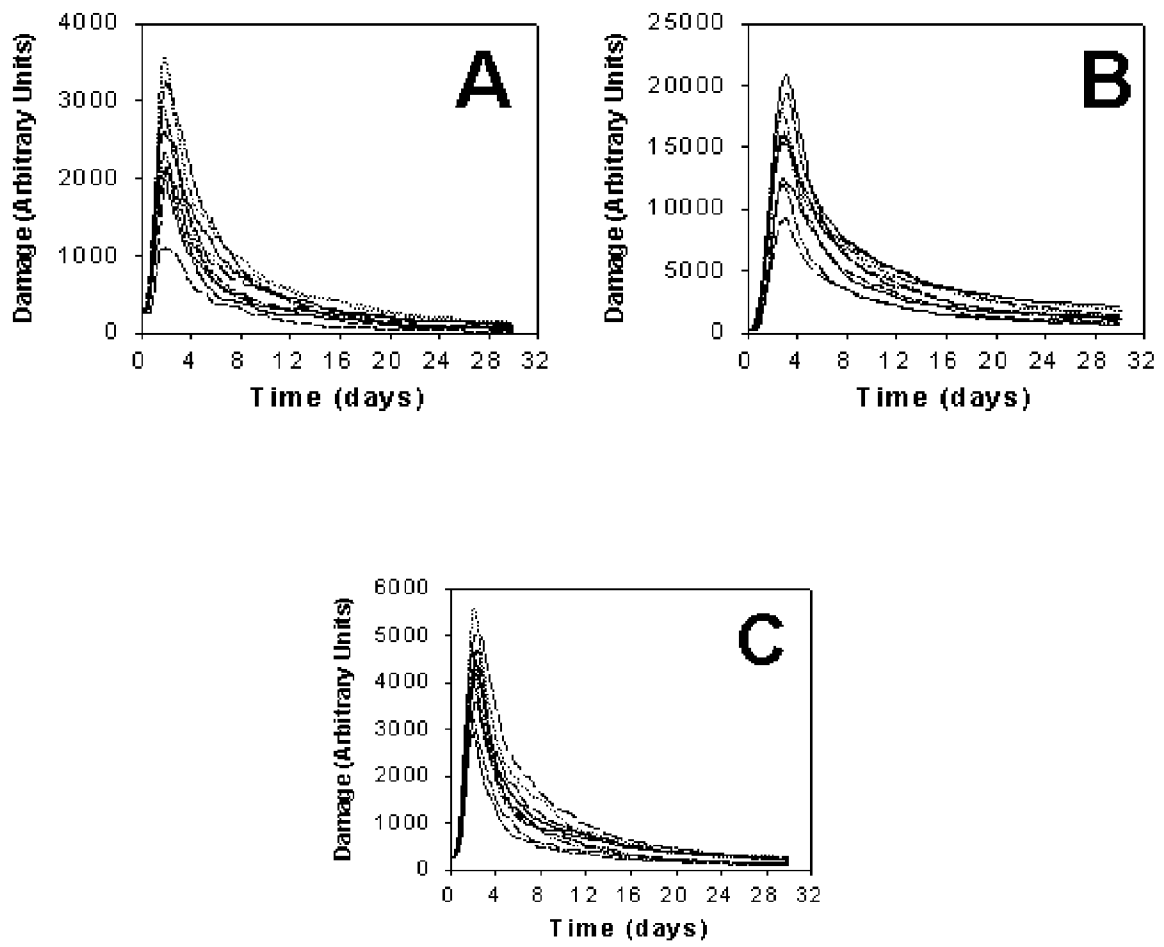 A
Damage (Arbitrary Units)
4000
3000
2000
1000
0
0 4 8 12 16 20 24 28 32
Time (days)
B
Damage (Arbitrary Units)
25000
20000
15000
10000
5000
0
0 4 8 12 16 20 24 28 32
Time (days)
C
Damage (Arbitrary Units)
6000
5000
4000
3000
2000
1000
0
0 4 8 12 16 20 24 28 32
Time (days)